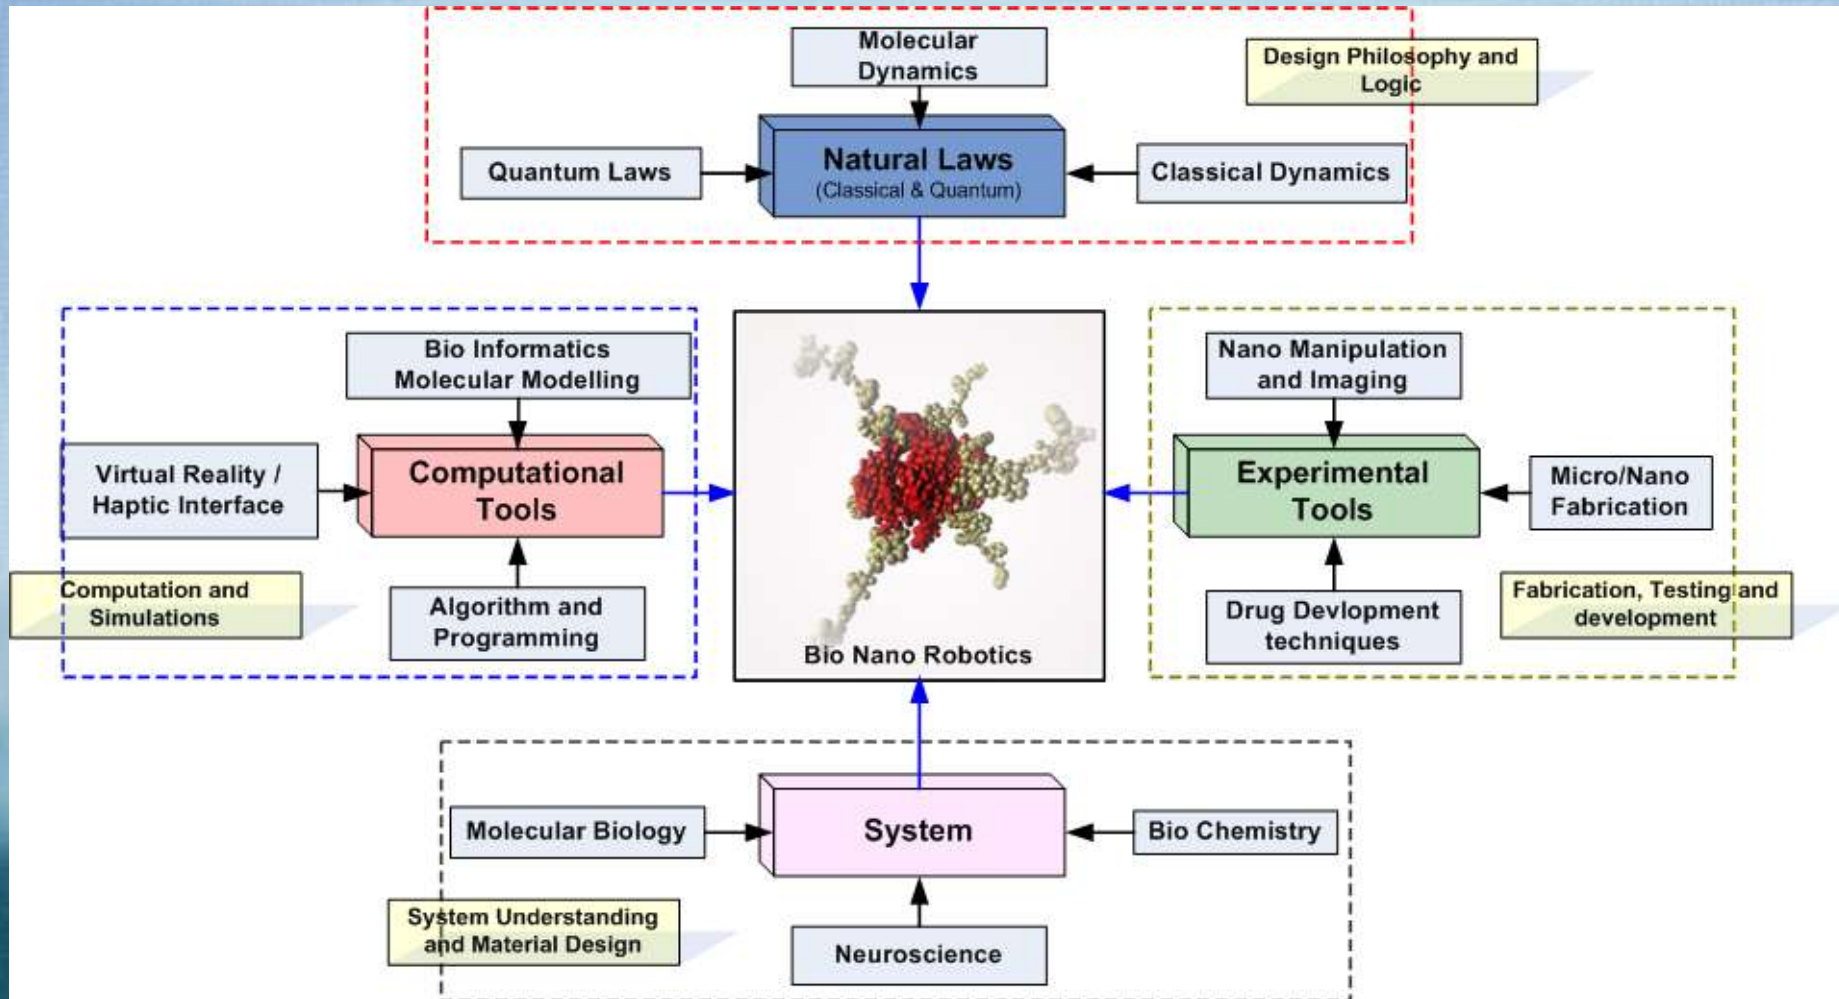 Molecular
Dynamics
Design Philosophy and
Logic
Quantum Laws
Natural Laws
(Classical & Quantum)
Classical Dynamics
Bio Informatics
Molecular Modelling
Nano Manipulation
and Imaging
Virtual Reality /
Haptic Interface
Computational
Tools
Experimental
Tools
Micro/Nano
Fabrication
Computation and
Simulations
Algorithm and
Programming
Drug Devlopment
techniques
Fabrication, Testing and
development
Bio Nano Robotics
Molecular Biology
System
Bio Chemistry
System Understanding
and Material Design
Neuroscience